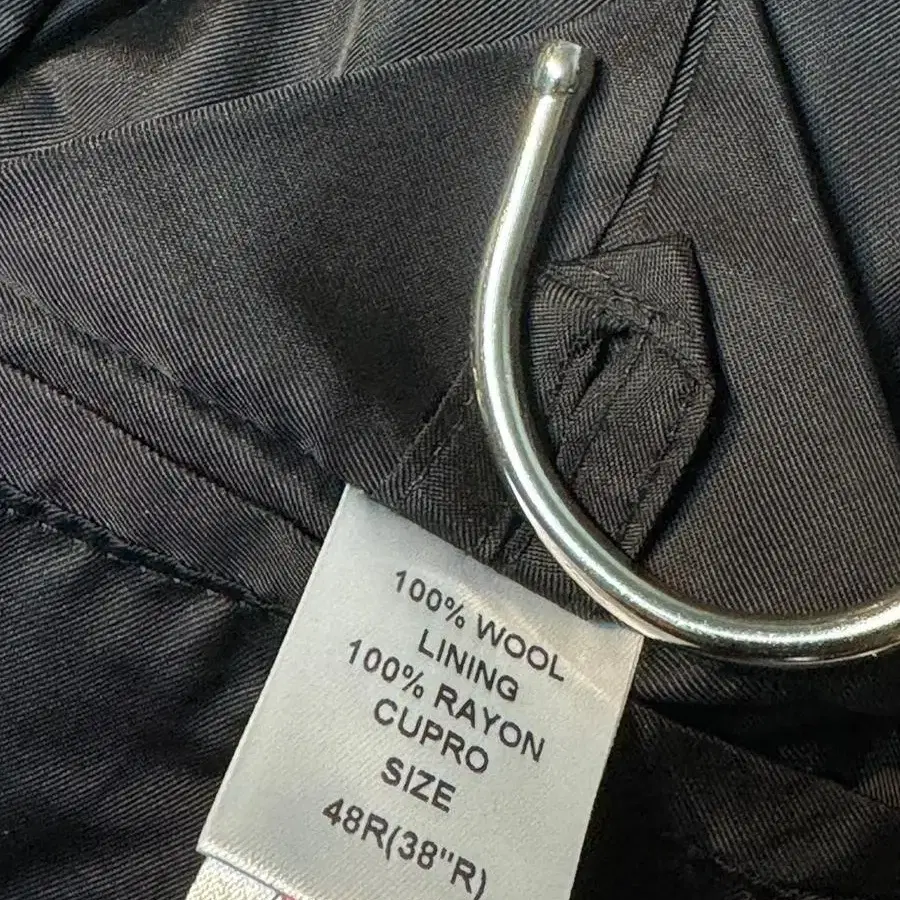 100% WOOL
LINING
100% RAYON
CUPRO
SIZE
48R(38"R)